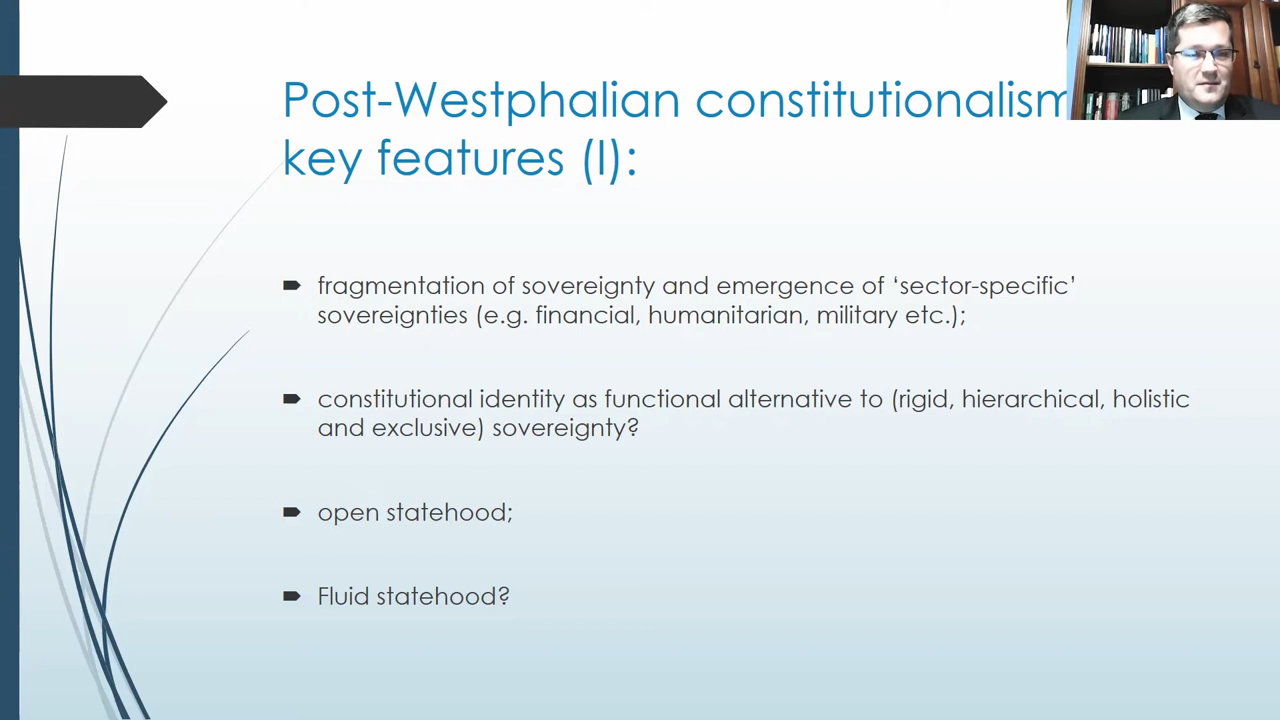 Post-Westphalian constitutionalism
key features (I):
fragmentation of sovereignty and emergence of ‘sector-specific’
sovereignties (e.g. financial, humanitarian, military etc.);
constitutional identity as functional alternative to (rigid, hierarchical, holistic
and exclusive) sovereignty?
open statehood;
Fluid statehood?